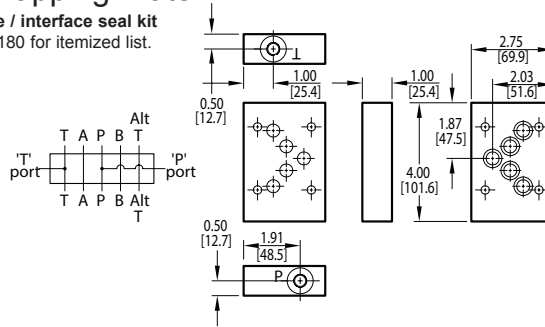 e / interface seal kit
180 for itemized list.
T
1.00
[25.4]
1.00
[25.4]
2.75
[69.9]
2.03
[51.6]
0.50
[12.7]
1.87
[47.5]
4.00
[101.6]
Alt
T A P B T
'T' port
'P' port
T A P B Alt
T
0.50
[12.7]
1.91
[48.5]
P